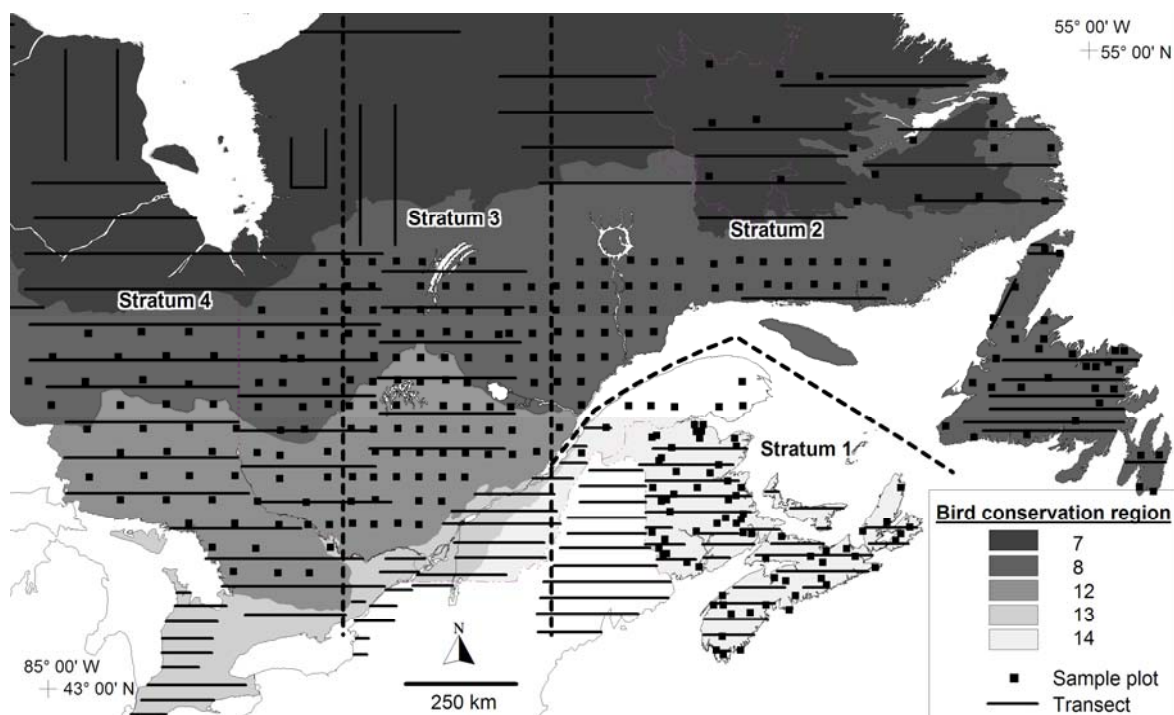 55° 00' W
55° 00' N
Stratum 3
Stratum 2
Stratum 4
Stratum 1
Bird conservation region
7
8
12
13
14
N
85° 00' W
43° 00' N
250 km
Sample plot
Transect